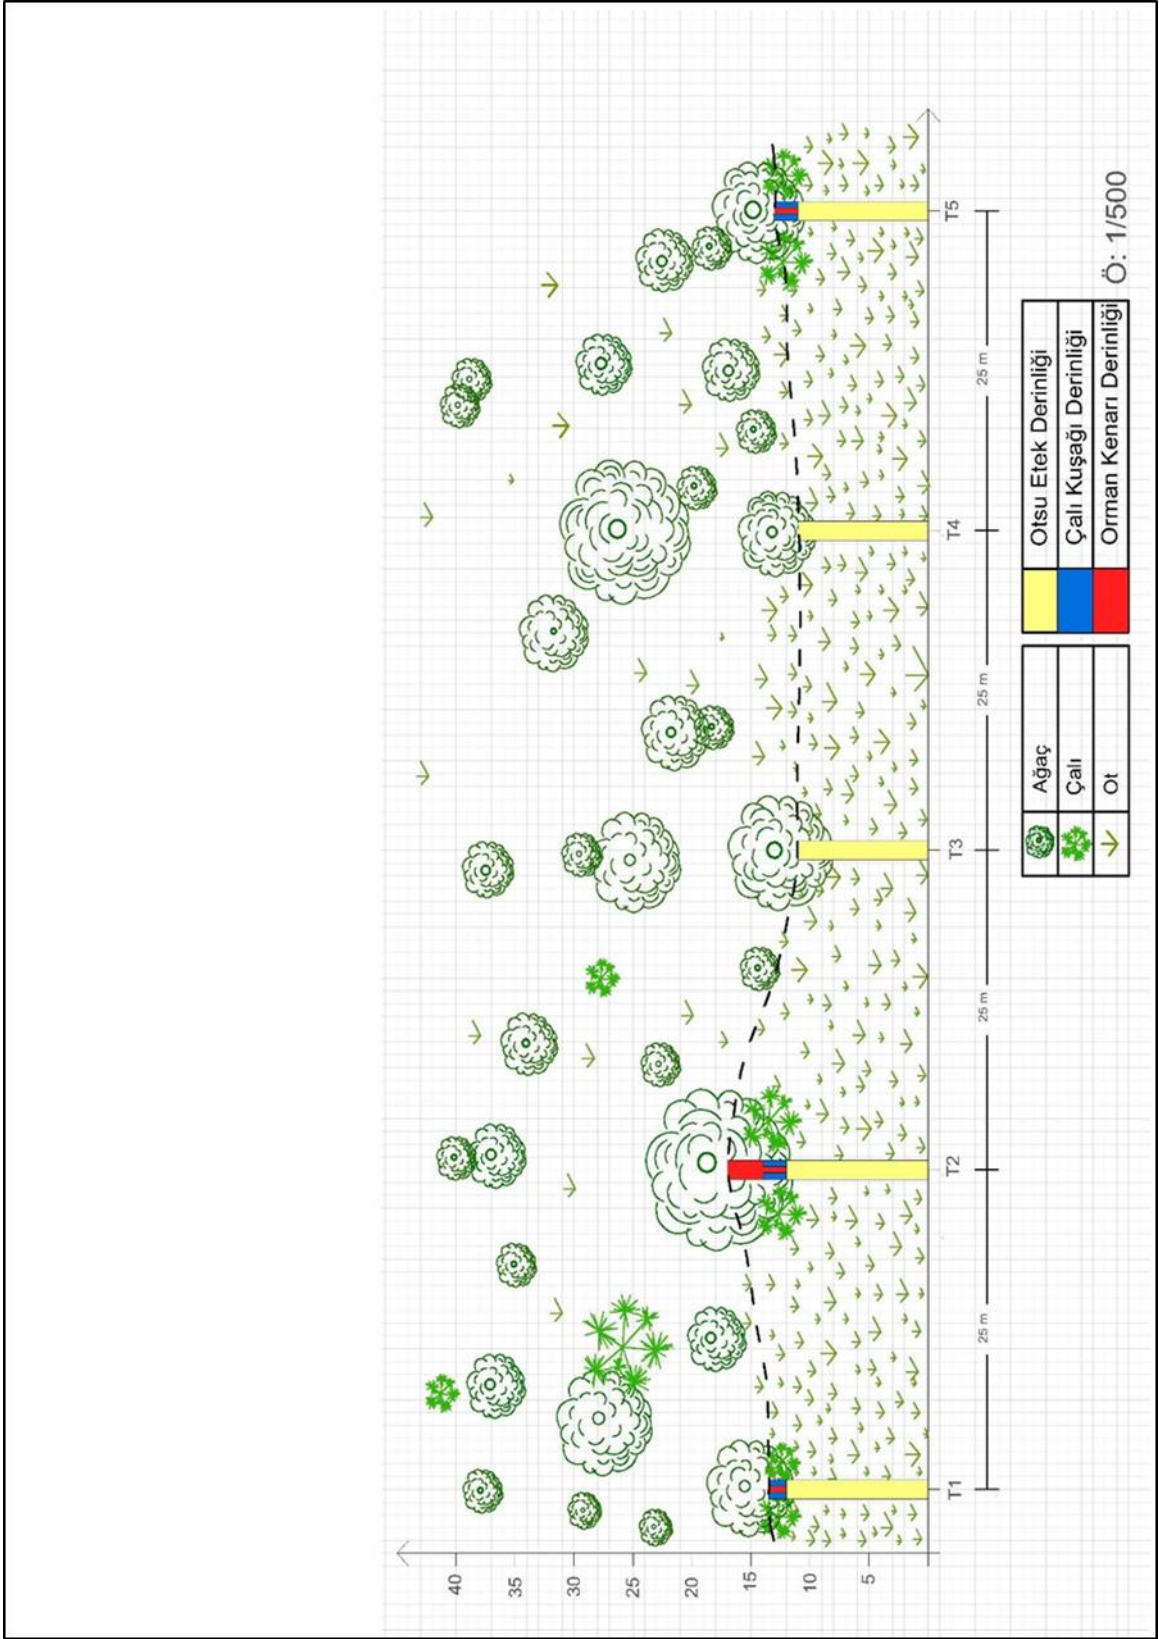 40
35
30
25
20
15
10
5
T1
T2
T3
T4
T5
25 m
25 m
25 m
25 m
Ağaç
Çalı
Ot
Otsu Etek Derinliği
Çalı Kuşağı Derinliği
Orman Kenarı Derinliği
Ö: 1/500